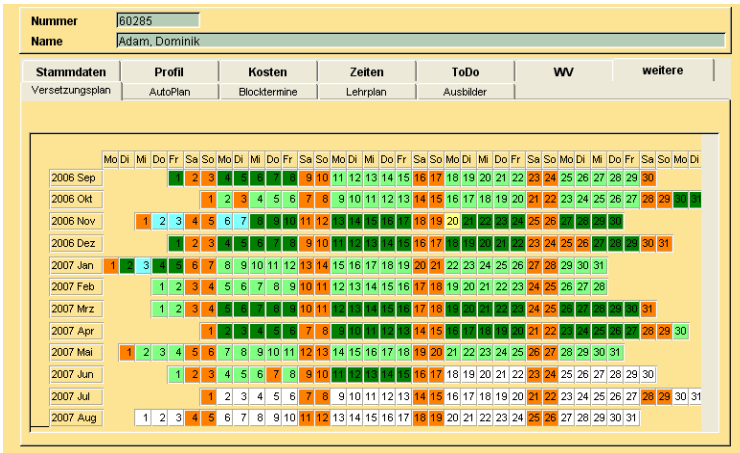 Nummer 60285
Name Adam, Dominik
Stammdaten Profil Kosten Zeiten ToDo WV weitere
Versetzungsplan AutoPlan Blocktermine Lehrplan Ausbilder
Mo Di Mi Do Fr Sa So Mo Di Mi Do Fr Sa So Mo Di Mi Do Fr Sa So Mo Di Mi Do Fr Sa So Mo Di Mi Do Fr Sa So Mo Di
2006 Sep 1 2 3 4 5 6 7 8 9 10 11 12 13 14 15 16 17 18 19 20 21 22 23 24 25 26 27 28 29 30
2006 Okt 1 2 3 4 5 6 7 8 9 10 11 12 13 14 15 16 17 18 19 20 21 22 23 24 25 26 27 28 29 30 31
2006 Nov 1 2 3 4 5 6 7 8 9 10 11 12 13 14 15 16 17 18 19 20 21 22 23 24 25 26 27 28 29 30
2006 Dez 1 2 3 4 5 6 7 8 9 10 11 12 13 14 15 16 17 18 19 20 21 22 23 24 25 26 27 28 29 30 31
2007 Jan 1 2 3 4 5 6 7 8 9 10 11 12 13 14 15 16 17 18 19 20 21 22 23 24 25 26 27 28 29 30 31
2007 Feb 1 2 3 4 5 6 7 8 9 10 11 12 13 14 15 16 17 18 19 20 21 22 23 24 25 26 27 28
2007 Mrz 1 2 3 4 5 6 7 8 9 10 11 12 13 14 15 16 17 18 19 20 21 22 23 24 25 26 27 28 29 30 31
2007 Apr 1 2 3 4 5 6 7 8 9 10 11 12 13 14 15 16 17 18 19 20 21 22 23 24 25 26 27 28 29 30
2007 Mai 1 2 3 4 5 6 7 8 9 10 11 12 13 14 15 16 17 18 19 20 21 22 23 24 25 26 27 28 29 30 31
2007 Jun 1 2 3 4 5 6 7 8 9 10 11 12 13 14 15 16 17 18 19 20 21 22 23 24 25 26 27 28 29 30
2007 Jul 1 2 3 4 5 6 7 8 9 10 11 12 13 14 15 16 17 18 19 20 21 22 23 24 25 26 27 28 29 30 31
2007 Aug 1 2 3 4 5 6 7 8 9 10 11 12 13 14 15 16 17 18 19 20 21 22 23 24 25 26 27 28 29 30 31